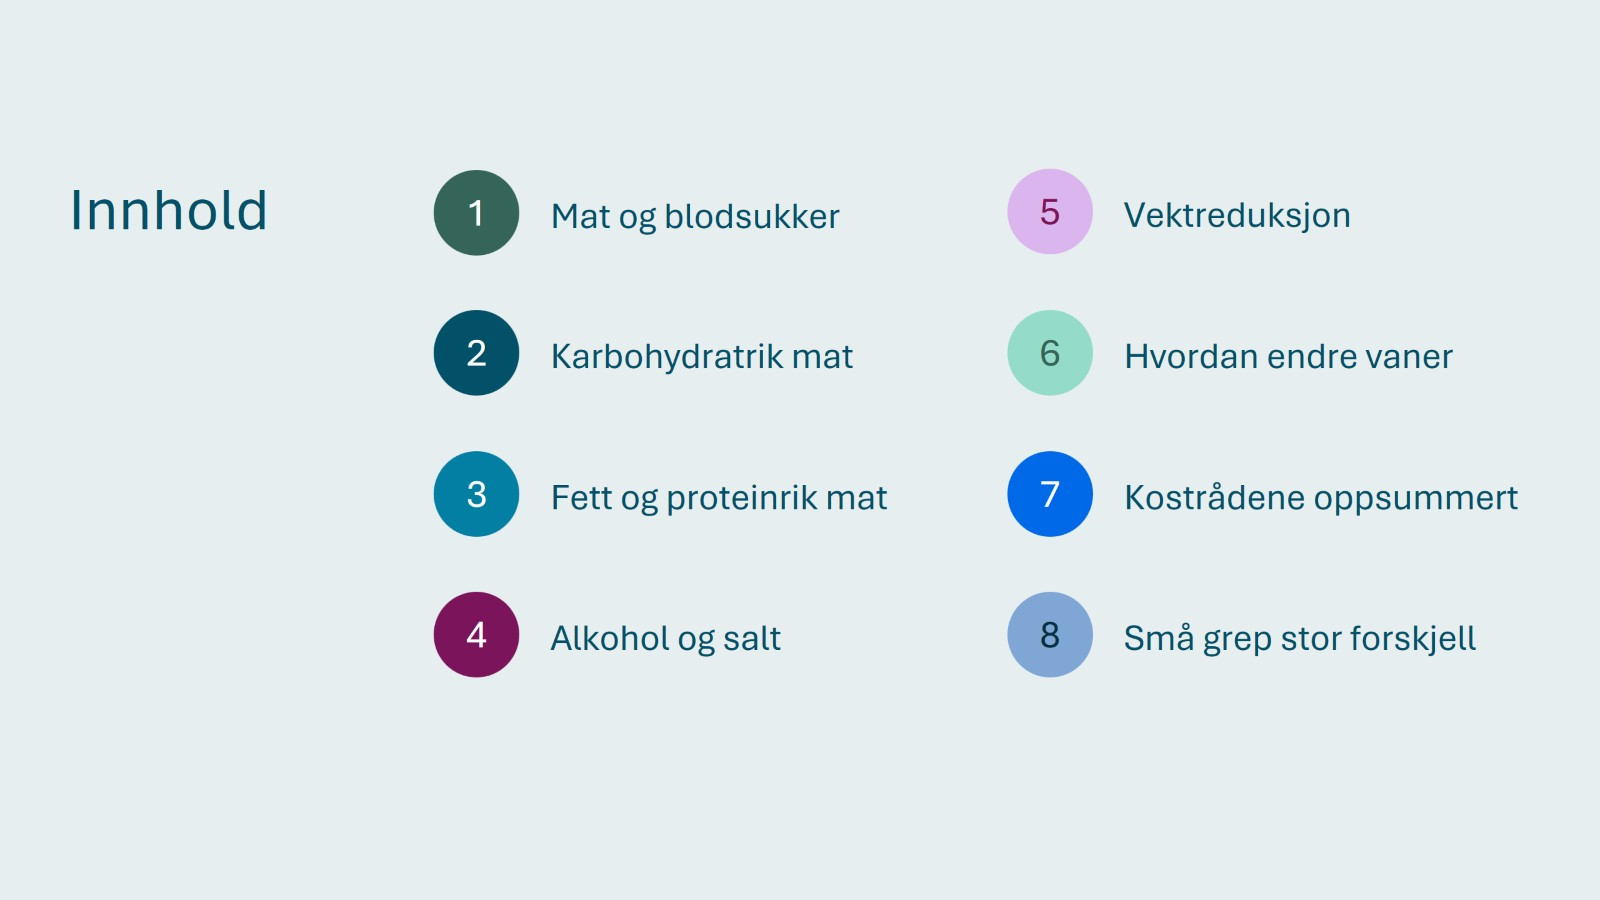 Innhold
1 Mat og blodsukker
2 Karbohydratrik mat
3 Fett og proteinrik mat
4 Alkohol og salt
5 Vektreduksjon
6 Hvordan endre vaner
7 Kostrådene oppsummert
8 Små grep stor forskjell